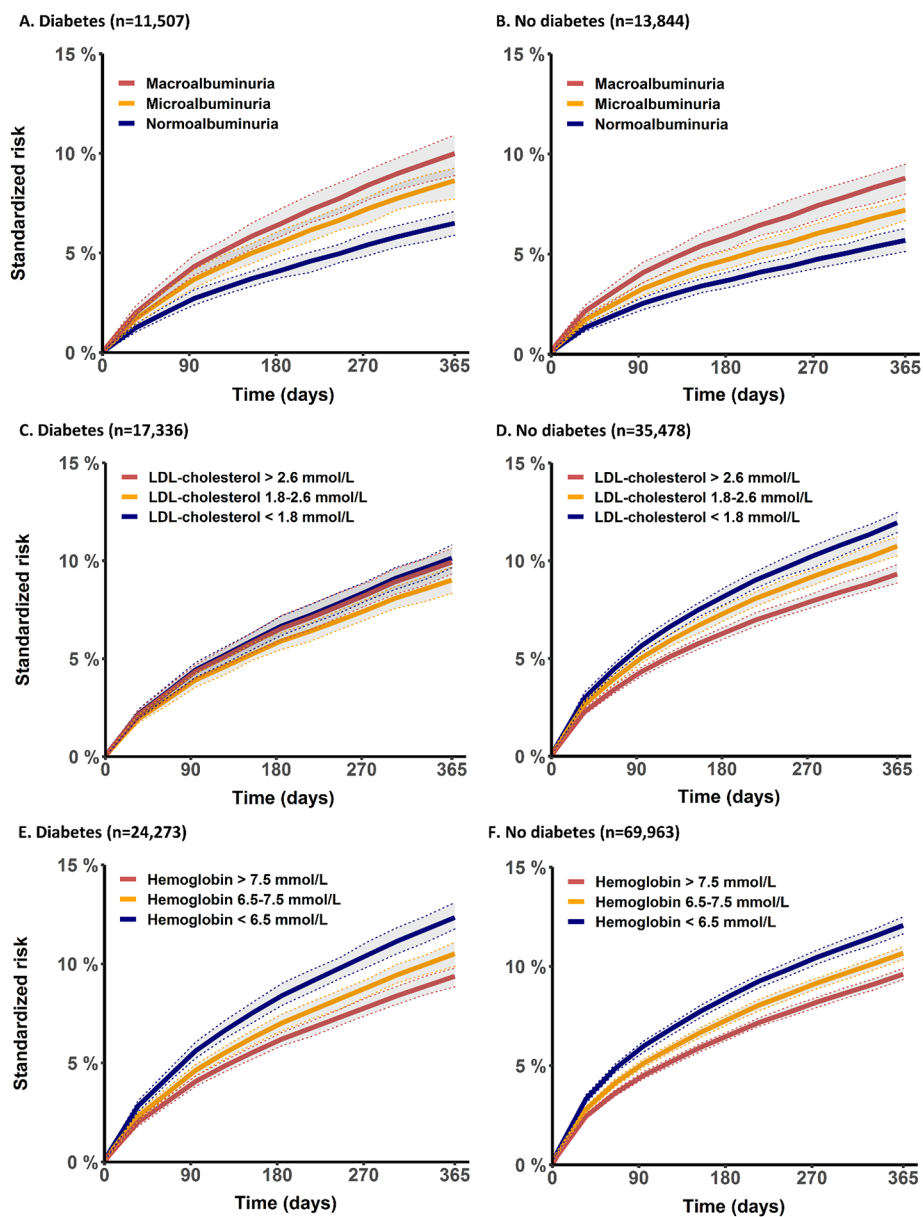 A. Diabetes (n=11,507)
15 %
10 %
5 %
0 %
Standardized risk
Macroalbuminuria
Microalbuminuria
Normoalbuminuria
0 90 180 270 365
Time (days)
B. No diabetes (n=13,844)
15 %
10 %
5 %
0 %
Macroalbuminuria
Microalbuminuria
Normoalbuminuria
0 90 180 270 365
Time (days)
C. Diabetes (n=17,336)
15 %
10 %
5 %
0 %
Standardized risk
LDL-cholesterol > 2.6 mmol/L
LDL-cholesterol 1.8-2.6 mmol/L
LDL-cholesterol < 1.8 mmol/L
0 90 180 270 365
Time (days)
D. No diabetes (n=35,478)
15 %
10 %
5 %
0 %
LDL-cholesterol > 2.6 mmol/L
LDL-cholesterol 1.8-2.6 mmol/L
LDL-cholesterol < 1.8 mmol/L
0 90 180 270 365
Time (days)
E. Diabetes (n=24,273)
15 %
10 %
5 %
0 %
Standardized risk
Hemoglobin > 7.5 mmol/L
Hemoglobin 6.5-7.5 mmol/L
Hemoglobin < 6.5 mmol/L
0 90 180 270 365
Time (days)
F. No diabetes (n=69,963)
15 %
10 %
5 %
0 %
Hemoglobin > 7.5 mmol/L
Hemoglobin 6.5-7.5 mmol/L
Hemoglobin < 6.5 mmol/L
0 90 180 270 365
Time (days)